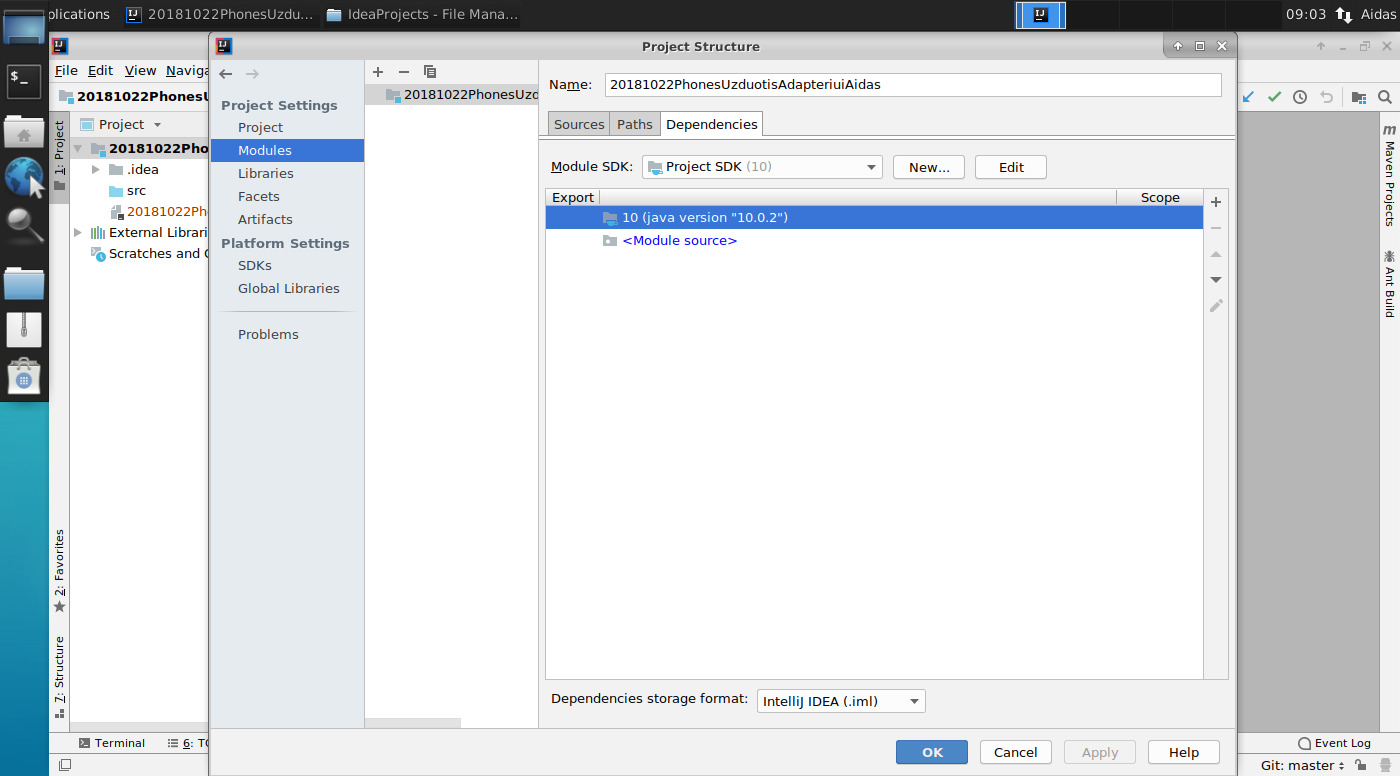 plications
20181022PhonesUzdu...
IdeaProjects - File Mana...
09:03
Aidas
Project Structure
File Edit View Naviga
20181022PhonesU
1: Project
Project
20181022Pho
.idea
src
20181022Ph
External Librari
Scratches and C
2: Favorites
7: Structure
Terminal
6: TO
Project Settings
Project
Modules
Libraries
Facets
Artifacts
Platform Settings
SDKs
Global Libraries
Problems
20181022PhonesUzd
Name: 20181022PhonesUzduotisAdapteriuiAidas
Sources Paths Dependencies
Module SDK: Project SDK (10) New... Edit
Export Scope
10 (java version "10.0.2")
<Module source>
Dependencies storage format: IntelliJ IDEA (.iml)
OK Cancel Apply Help
Maven Projects
Ant Build
Event Log
Git: master